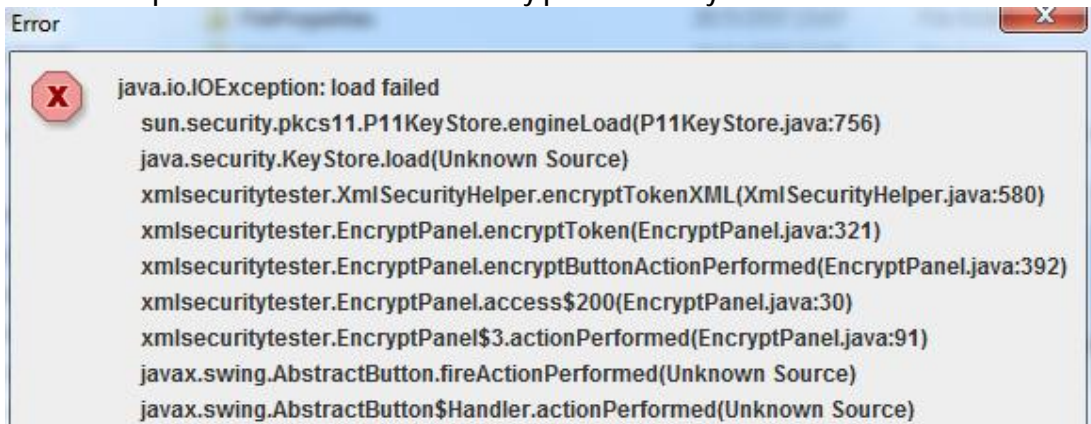 Error
X
X
java.io.IOException: load failed
sun.security.pkcs11.P11KeyStore.engineLoad(P11KeyStore.java:756)
java.security.KeyStore.load(Unknown Source)
xmlsecuritytester.XmlSecurityHelper.encryptTokenXML(XmlSecurityHelper.java:580)
xmlsecuritytester.EncryptPanel.encryptToken(EncryptPanel.java:321)
xmlsecuritytester.EncryptPanel.encryptButtonActionPerformed(EncryptPanel.java:392)
xmlsecuritytester.EncryptPanel.access$200(EncryptPanel.java:30)
xmlsecuritytester.EncryptPanel$3.actionPerformed(EncryptPanel.java:91)
javax.swing.AbstractButton.fireActionPerformed(Unknown Source)
javax.swing.AbstractButton$Handler.actionPerformed(Unknown Source)